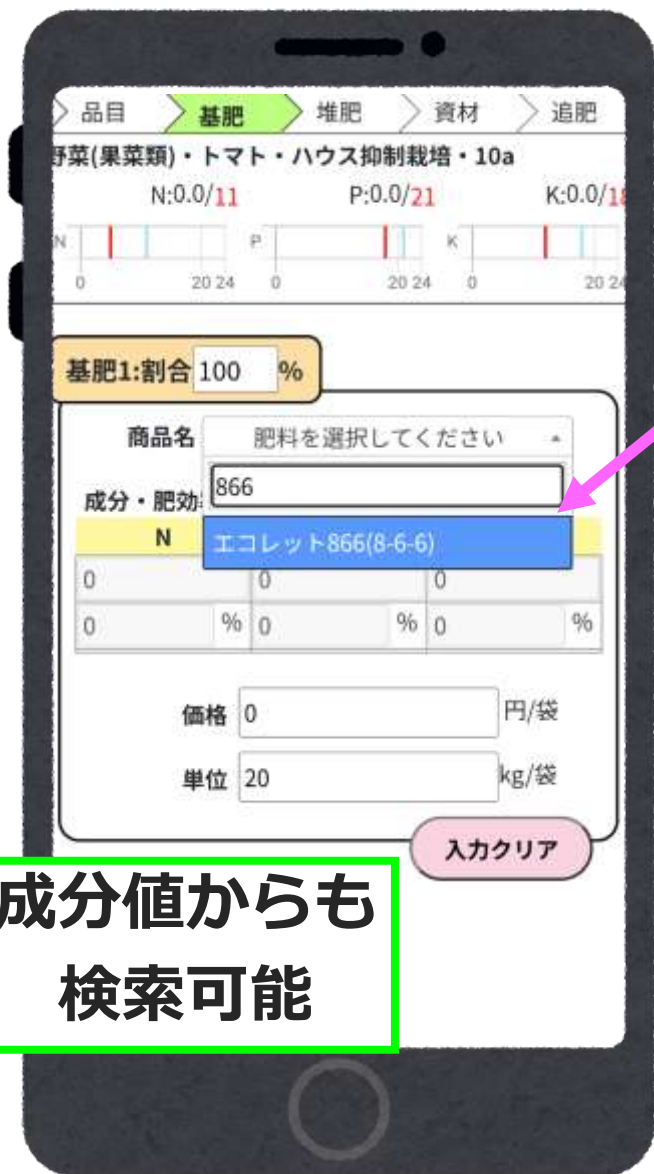 品目 基肥 堆肥 資材 追肥
野菜(果菜類)・トマト・ハウス抑制栽培・10a
N:0.0/11 P:0.0/21 K:0.0/18
N P K
0 20 24 0 20 24 0 20 24
基肥1:割合 100 %
商品名 肥料を選択してください
866
成分・肥効
N エコレット866(8-6-6)
0 0 0
0 % 0 % 0 %
価格 0 円/袋
単位 20 kg/袋
入力クリア
成分値からも
検索可能